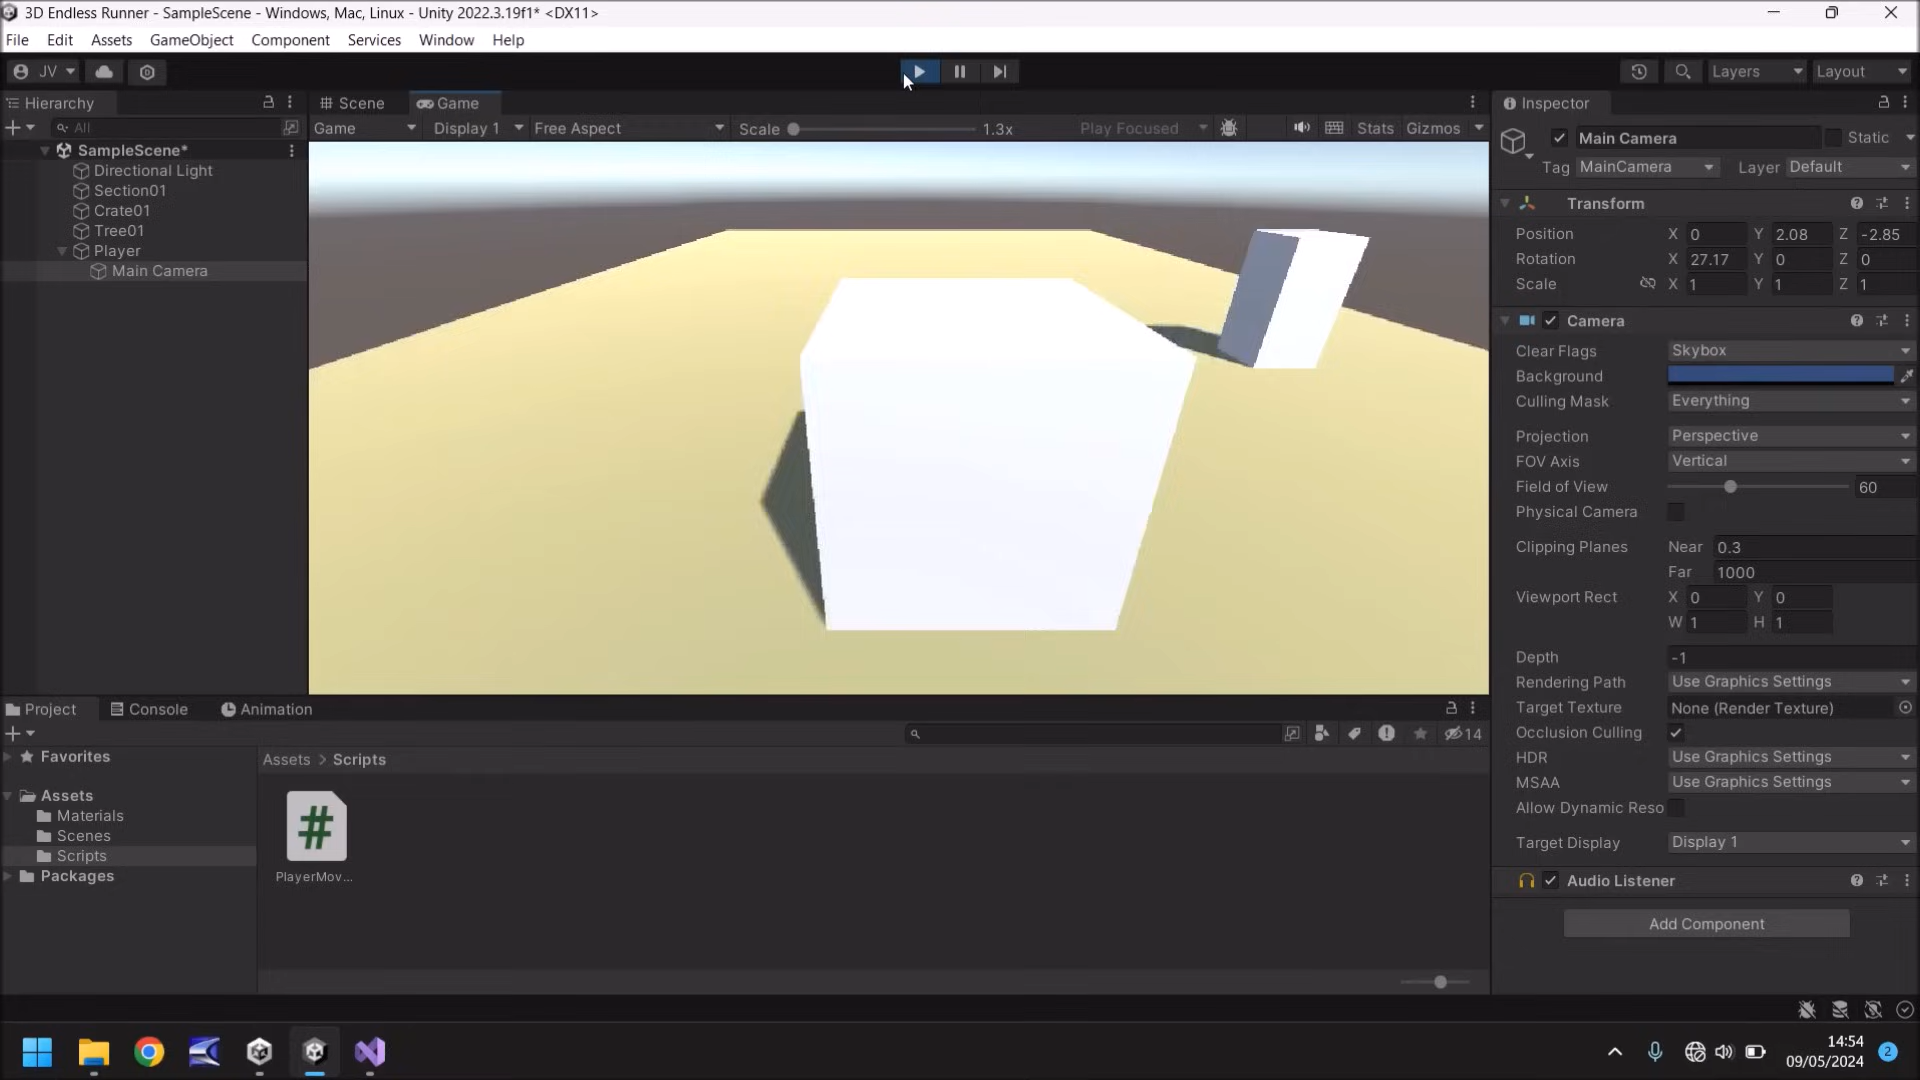 3D Endless Runner - SampleScene - Windows, Mac, Linux - Unity 2022.3.19f1* <DX11>
File Edit Assets GameObject Component Services Window Help
JV Layers Layout
Hierarchy
All
SampleScene*
Directional Light
Section01
Crate01
Tree01
Player
Main Camera
Scene Game
Game Display 1 Free Aspect Scale 1.3x Play Focused Stats Gizmos
Inspector
Main Camera Static
Tag MainCamera Layer Default
Transform
Position X 0 Y 2.08 Z -2.85
Rotation X 27.17 Y 0 Z 0
Scale X 1 Y 1 Z 1
Camera
Clear Flags Skybox
Background
Culling Mask Everything
Projection Perspective
FOV Axis Vertical
Field of View 60
Physical Camera
Clipping Planes Near 0.3
Far 1000
Viewport Rect X 0 Y 0
W 1 H 1
Depth -1
Rendering Path Use Graphics Settings
Target Texture None (Render Texture)
Occlusion Culling
HDR Use Graphics Settings
MSAA Use Graphics Settings
Allow Dynamic Reso
Target Display Display 1
Audio Listener
Add Component
Project Console Animation
14
Favorites
Assets
Materials
Scenes
Scripts
Packages
Assets > Scripts
#
PlayerMov...
14:54
09/05/2024
2